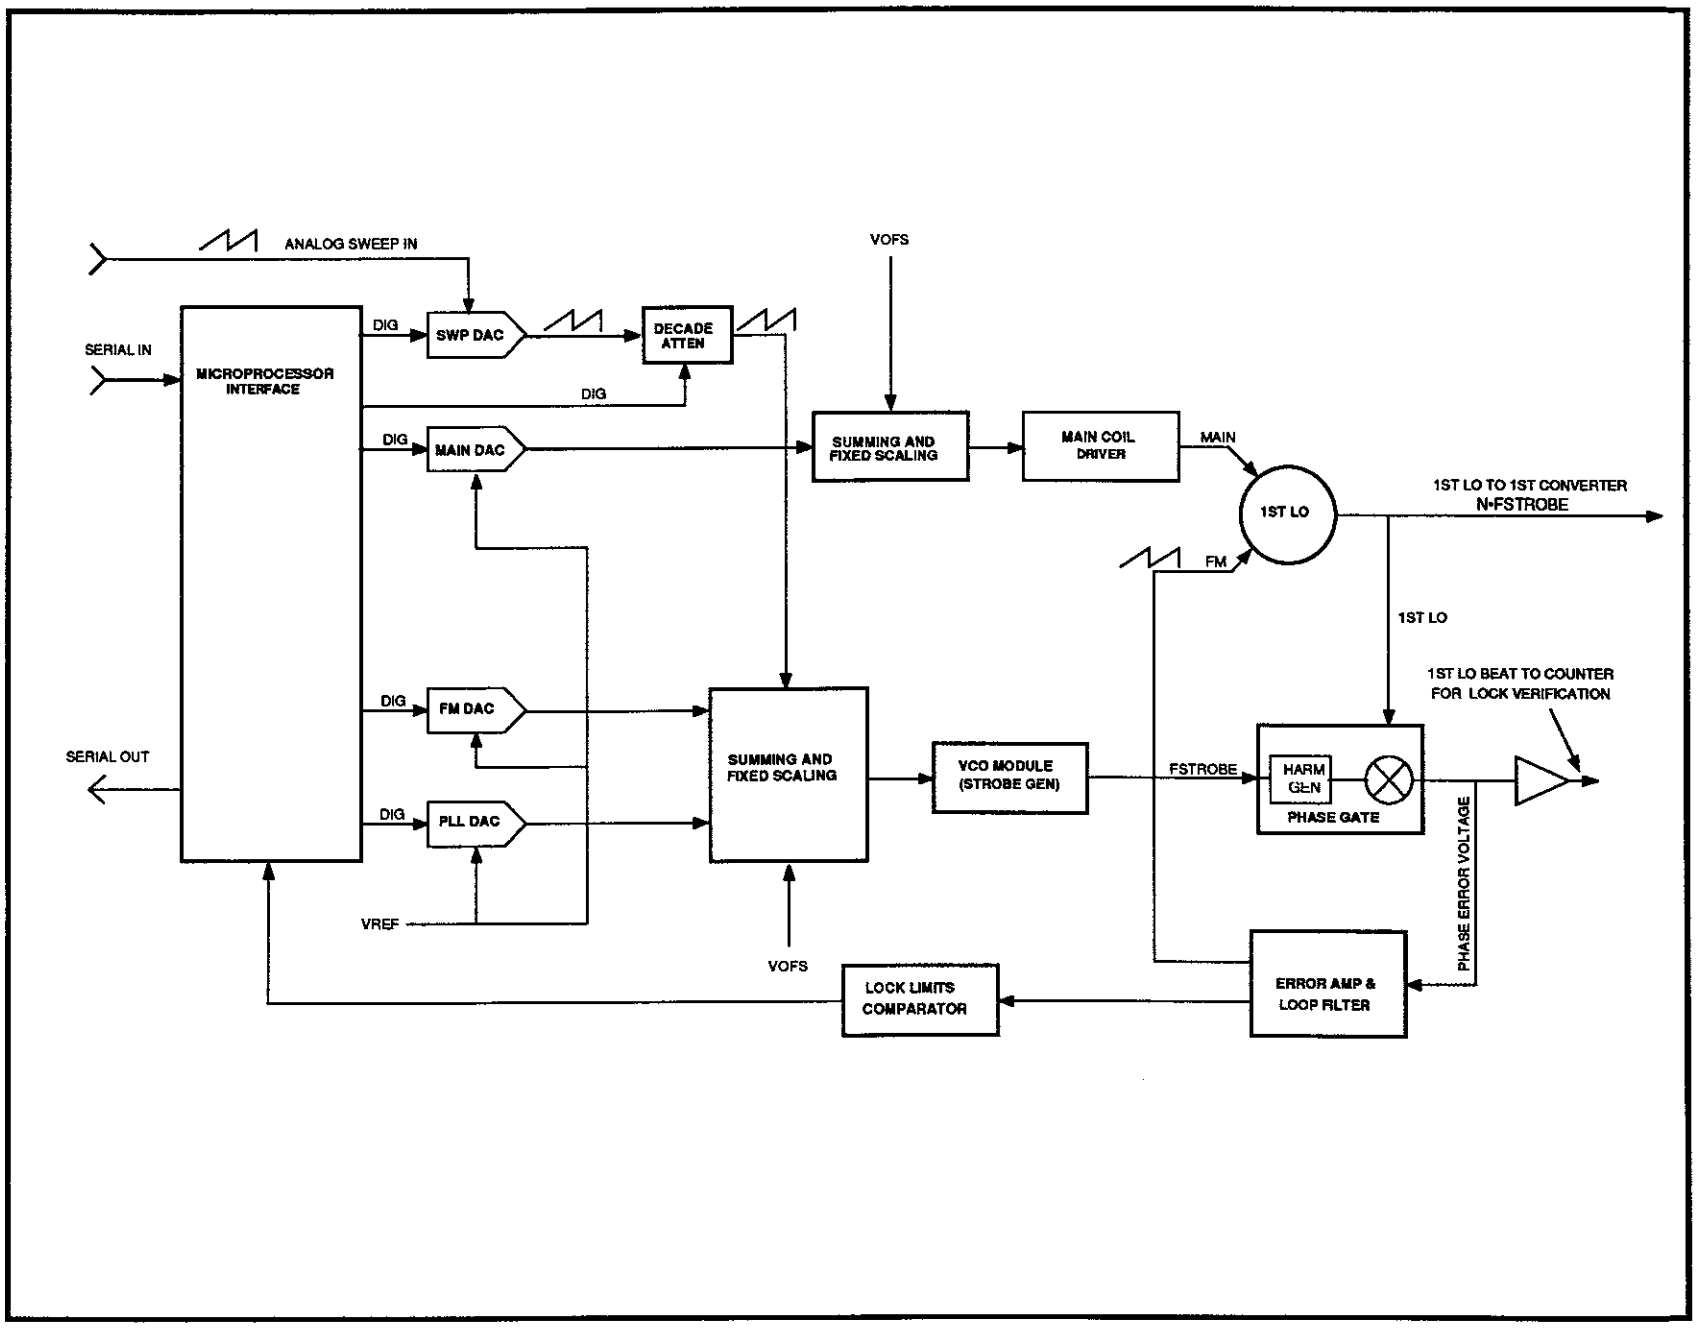 ANALOG SWEEP IN
VOFS
DIG
SWP DAC
DECADE
ATTEN
SERIAL IN
MICROPROCESSOR
INTERFACE
DIG
DIG
MAIN DAC
SUMMING AND
FIXED SCALING
MAIN COIL
DRIVER
MAIN
1ST LO
1ST LO TO 1ST CONVERTER
N•FSTROBE
FM
1ST LO
1ST LO BEAT TO COUNTER
FOR LOCK VERIFICATION
DIG
FM DAC
SERIAL OUT
SUMMING AND
FIXED SCALING
VCO MODULE
(STROBE GEN)
FSTROBE
HARM
GEN
PHASE GATE
DIG
PLL DAC
PHASE ERROR VOLTAGE
VREF
VOFS
LOCK LIMITS
COMPARATOR
ERROR AMP &
LOOP FILTER